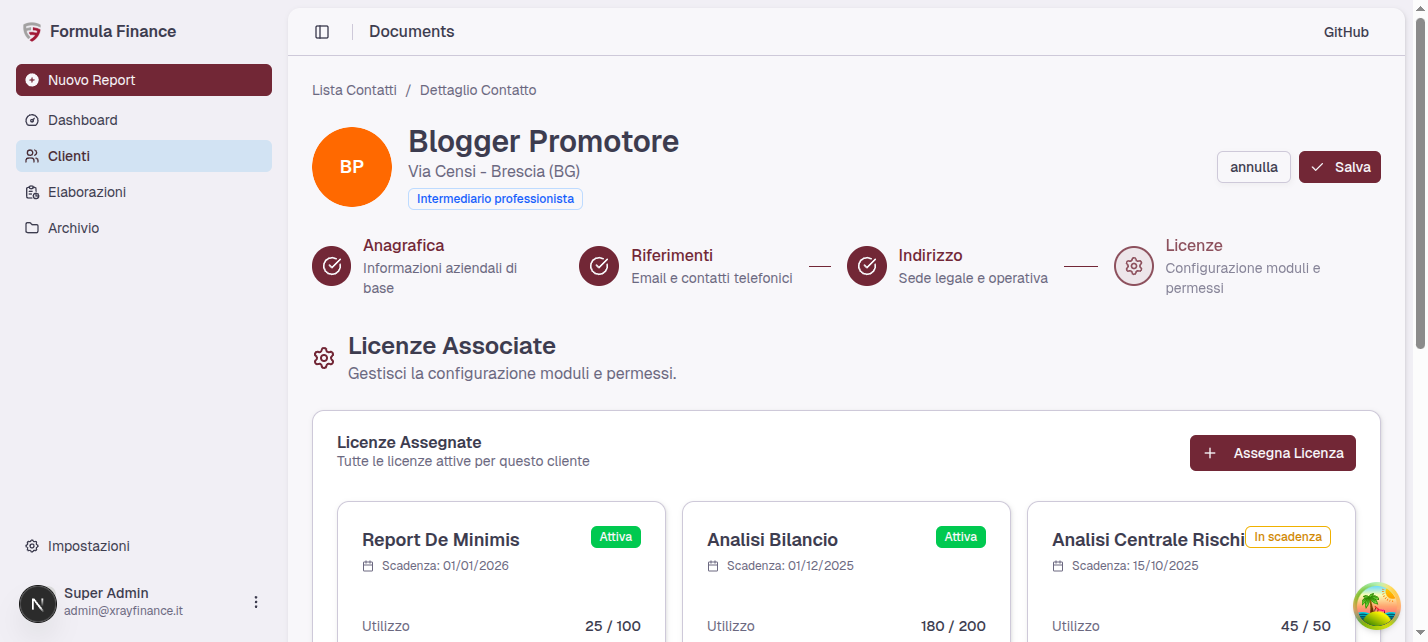 Formula Finance
Nuovo Report
Dashboard
Clienti
Elaborazioni
Archivio
Impostazioni
N
Super Admin
admin@xrayfinance.it
Documents
GitHub
Lista Contatti / Dettaglio Contatto
BP
Blogger Promotore
Via Censi - Brescia (BG)
Intermediario professionista
annulla
Salva
Anagrafica
Informazioni aziendali di
base
Riferimenti
Email e contatti telefonici
Indirizzo
Sede legale e operativa
Licenze
Configurazione moduli e
permessi
Licenze Associate
Gestisci la configurazione moduli e permessi.
Licenze Assegnate
Tutte le licenze attive per questo cliente
Assegna Licenza
Report De Minimis
Attiva
Scadenza: 01/01/2026
Utilizzo 25 / 100
Analisi Bilancio
Attiva
Scadenza: 01/12/2025
Utilizzo 180 / 200
Analisi Centrale Rischi
In scadenza
Scadenza: 15/10/2025
Utilizzo 45 / 50